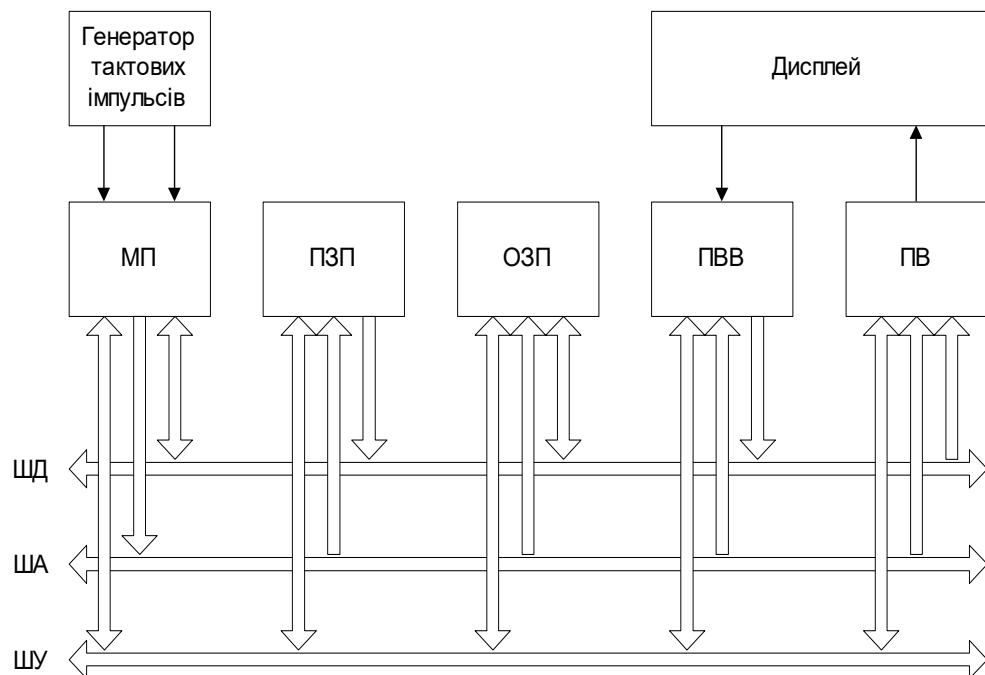 Генератор
тактових
імпульсів
Дисплей
МП
ПЗП
ОЗП
ПВВ
ПВ
ШД
ША
ШУ